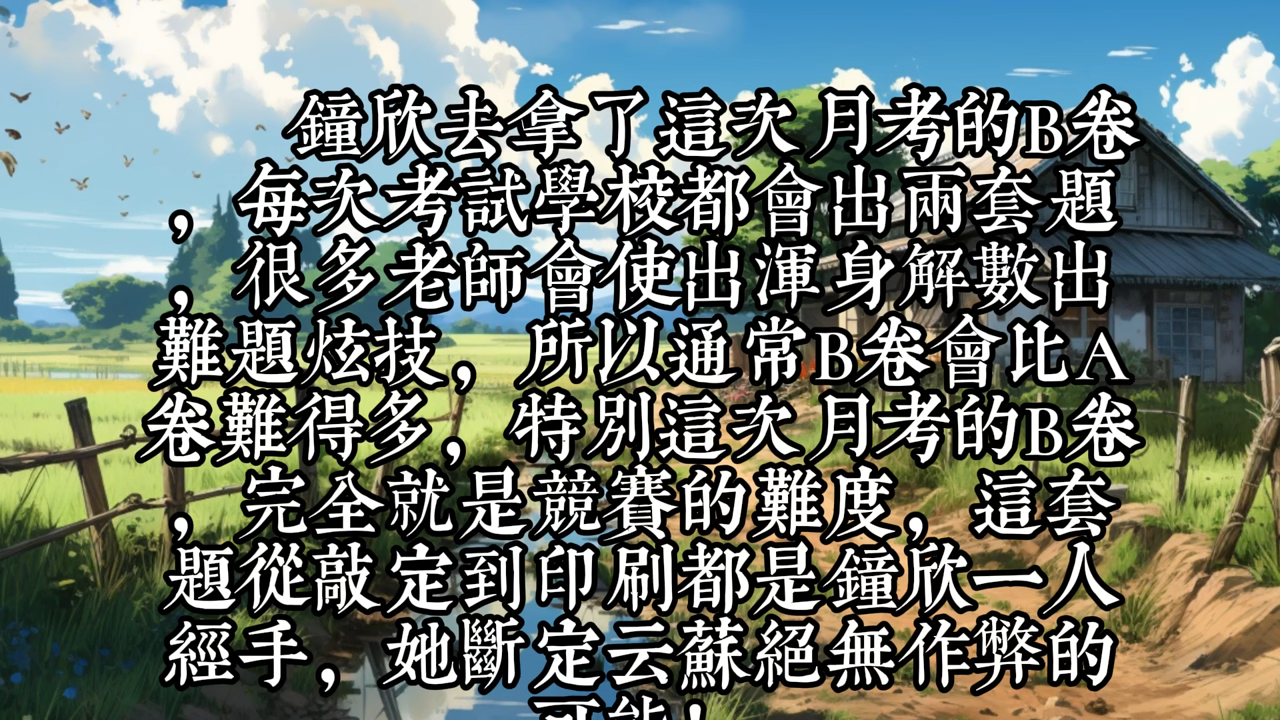 鐘欣去拿了這次月考的B卷
，每次考試學校都會出兩套題
，很多老師會使出渾身解數出
難題炫技，所以通常B卷會比A
卷難得多，特別這次月考的B卷
，完全就是競賽的難度，這套
題從敲定到印刷都是鐘欣一人
經手，她斷定云蘇絕無作弊的
可能！